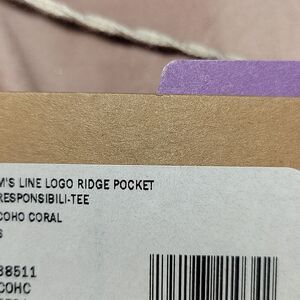 M'S LINE LOGO RIDGE POCKET
RESPONSIBILI-TEE
COHO CORAL
S
38511
COHC